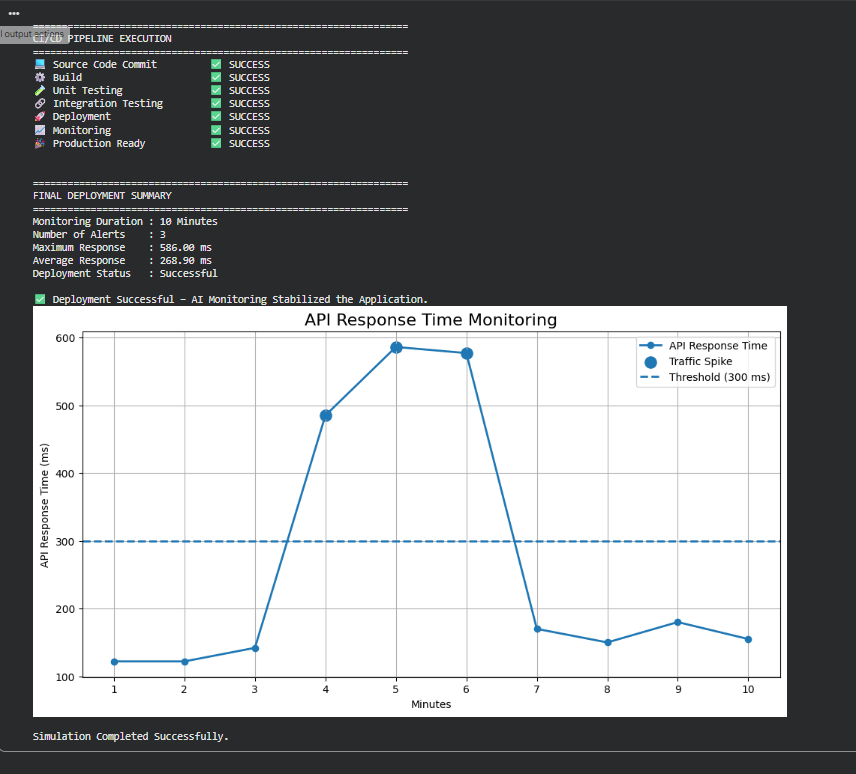 •••
l output actions
============================================================
CI/CD PIPELINE EXECUTION
============================================================
💻 Source Code Commit ✅ SUCCESS
⚙️ Build ✅ SUCCESS
🧪 Unit Testing ✅ SUCCESS
🔗 Integration Testing ✅ SUCCESS
🚀 Deployment ✅ SUCCESS
📈 Monitoring ✅ SUCCESS
🎉 Production Ready ✅ SUCCESS
============================================================
FINAL DEPLOYMENT SUMMARY
============================================================
Monitoring Duration : 10 Minutes
Number of Alerts : 3
Maximum Response : 586.00 ms
Average Response : 268.90 ms
Deployment Status : Successful
✅ Deployment Successful – AI Monitoring Stabilized the Application.
API Response Time Monitoring
API Response Time
Traffic Spike
Threshold (300 ms)
API Response Time (ms)
600
500
400
300
200
100
1 2 3 4 5 6 7 8 9 10
Minutes
Simulation Completed Successfully.